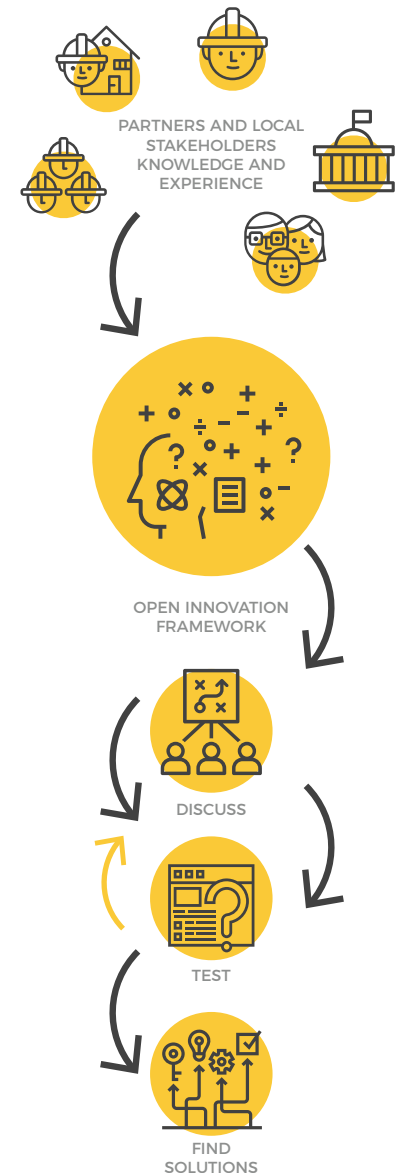 PARTNERS AND LOCAL
STAKEHOLDERS
KNOWLEDGE AND
EXPERIENCE
OPEN INNOVATION
FRAMEWORK
DISCUSS
TEST
FIND
SOLUTIONS